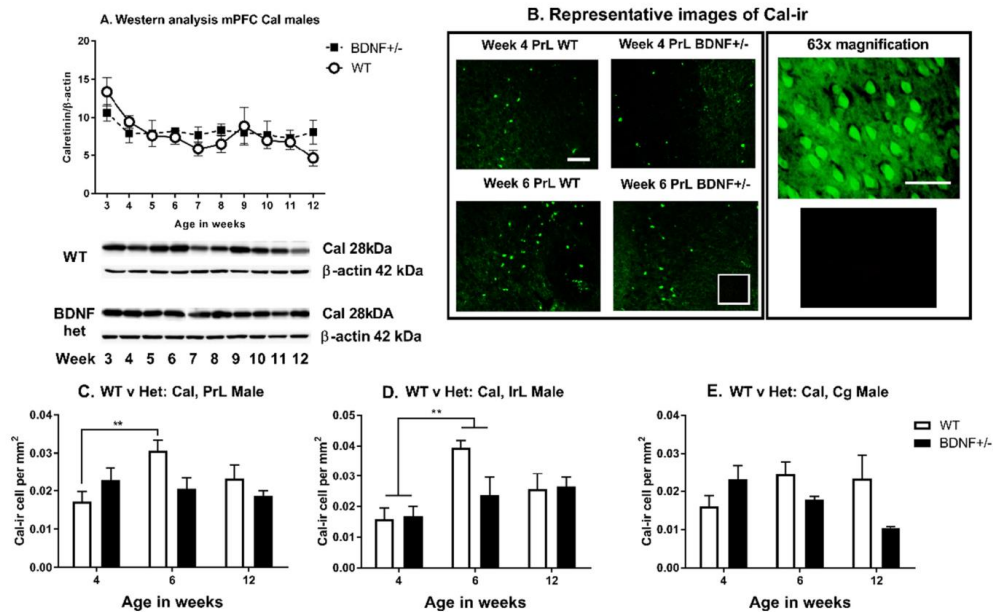 A. Western analysis mPFC Cal males
Calretinin/β-actin
20
15
10
5
0
BDNF+/-
WT
3 4 5 6 7 8 9 10 11 12
Age in weeks
WT
Cal 28kDa
β-actin 42 kDa
BDNF
het
Cal 28kDA
β-actin 42 kDa
Week 3 4 5 6 7 8 9 10 11 12
B. Representative images of Cal-ir
Week 4 PrL WT
Week 4 PrL BDNF+/-
Week 6 PrL WT
Week 6 PrL BDNF+/-
63x magnification
C. WT v Het: Cal, PrL Male
Cal-ir cell per mm2
0.04
0.03
0.02
0.01
0.00
**
4 6 12
Age in weeks
D. WT v Het: Cal, IrL Male
Cal-ir cell per mm2
0.05
0.04
0.03
0.02
0.01
0.00
**
4 6 12
Age in weeks
E. WT v Het: Cal, Cg Male
Cal-ir cell per mm2
0.04
0.03
0.02
0.01
0.00
4 6 12
Age in weeks
WT
BDNF+/-